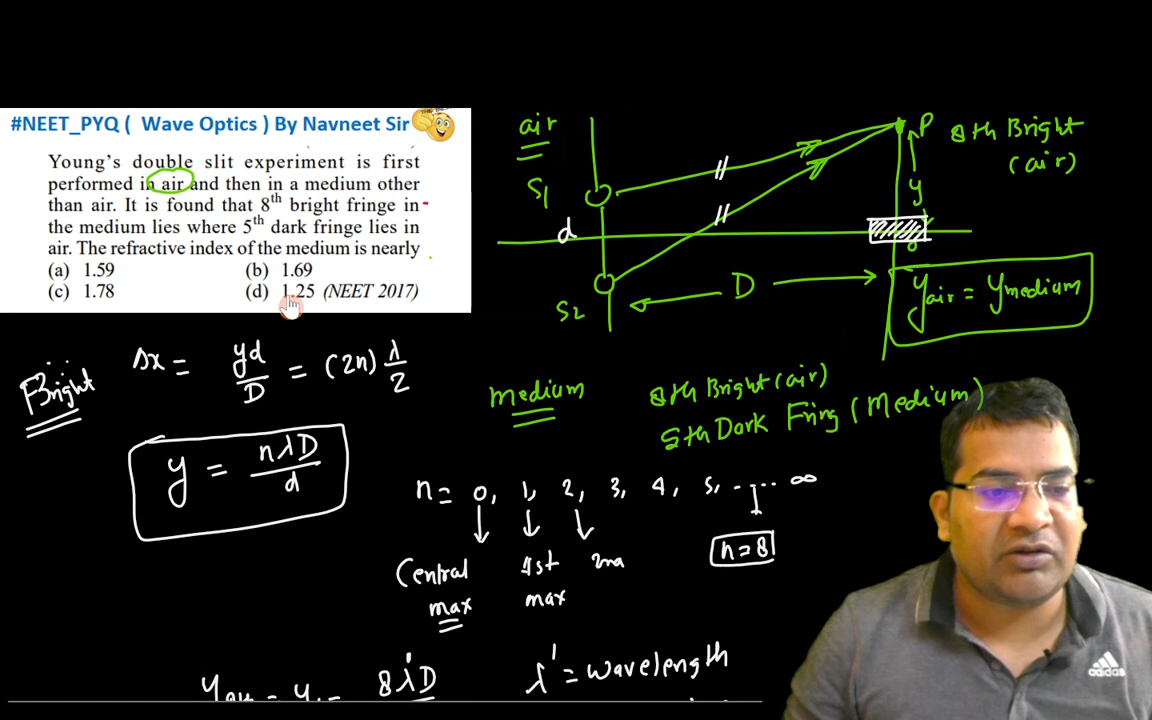 #NEET_PYQ ( Wave Optics ) By Navneet Sir
Young's double slit experiment is first
performed in air and then in a medium other
than air. It is found that 8th bright fringe in
the medium lies where 5th dark fringe lies in
air. The refractive index of the medium is nearly
(a) 1.59 (b) 1.69
(c) 1.78 (d) 1.25 (NEET 2017)
air
S1
d
S2
D
P
y
8th Bright
(air)
yair = ymedium
Bright
Δx = yd/D = (2n) λ/2
y = nλD/d
medium
8th Bright (air)
5th Dark Fring (Medium)
n = 0, 1, 2, 3, 4, 5, ..... ∞
Central 1st 2nd
max max
n=8
8λ'D
λ' = wavelength
adidas